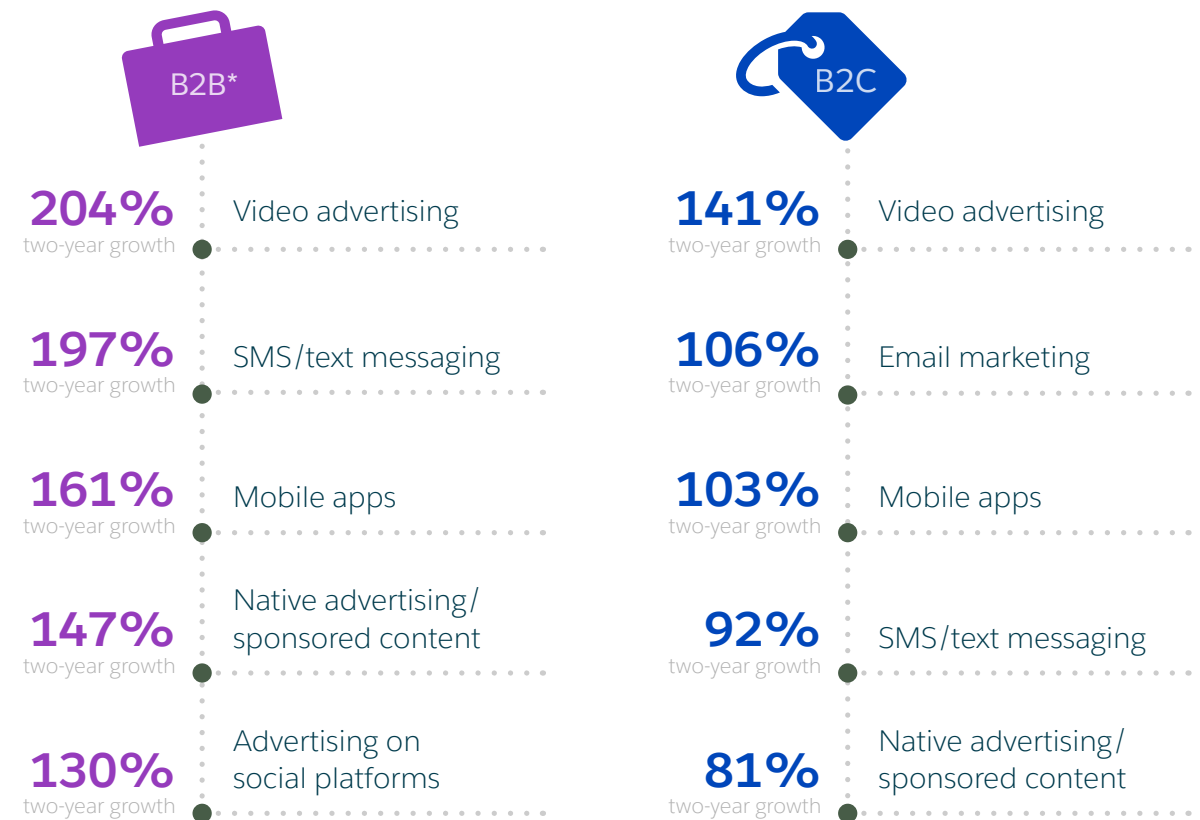 B2B*
204%
two-year growth
Video advertising
197%
two-year growth
SMS/text messaging
161%
two-year growth
Mobile apps
147%
two-year growth
Native advertising/
sponsored content
130%
two-year growth
Advertising on
social platforms
B2C
141%
two-year growth
Video advertising
106%
two-year growth
Email marketing
103%
two-year growth
Mobile apps
92%
two-year growth
SMS/text messaging
81%
two-year growth
Native advertising/
sponsored content